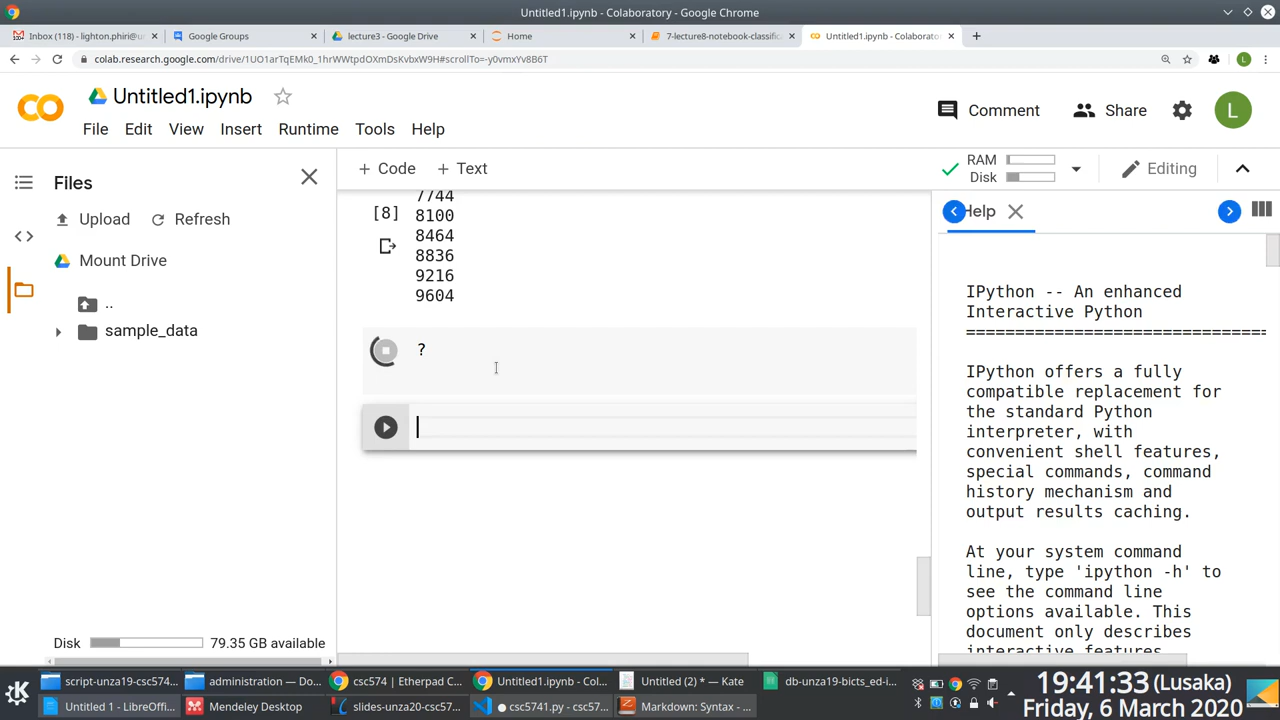 Untitled1.ipynb - Colaboratory - Google Chrome
Inbox (118) - lighton.phiri@u
Google Groups
lecture3 - Google Drive
Home
7-lecture8-notebook-classific
Untitled1.ipynb - Colaborato
colab.research.google.com/drive/1UO1arTqEMk0_1hrWWtpdOXmDsKvbxW9H#scrollTo=-y0vmxYv8B6T
L
CO
Untitled1.ipynb
Comment
Share
L
File Edit View Insert Runtime Tools Help
Files
+ Code + Text
RAM
Disk
Editing
Upload Refresh
Mount Drive
..
sample_data
Disk 79.35 GB available
7744
[8] 8100
8464
8836
9216
9604
?
Help
IPython -- An enhanced
Interactive Python
==============================
IPython offers a fully
compatible replacement for
the standard Python
interpreter, with
convenient shell features,
special commands, command
history mechanism and
output results caching.
At your system command
line, type 'ipython -h' to
see the command line
options available. This
document only describes
interactive features.
script-unza19-csc574...
administration — Do...
csc574 | Etherpad C...
Untitled1.ipynb - Col...
Untitled (2) * — Kate
db-unza19-bicts_ed-i...
Untitled 1 - LibreOffi...
Mendeley Desktop
slides-unza20-csc57...
● csc5741.py - csc57...
Markdown: Syntax - ...
19:41:33 (Lusaka)
Friday, 6 March 2020